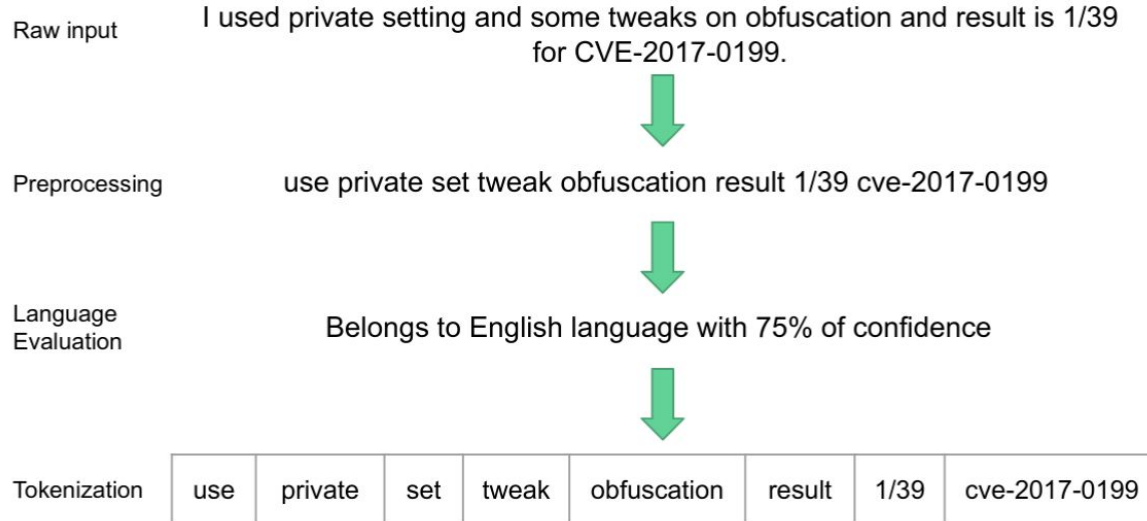 Raw input
I used private setting and some tweaks on obfuscation and result is 1/39
for CVE-2017-0199.
Preprocessing
use private set tweak obfuscation result 1/39 cve-2017-0199
Language
Evaluation
Belongs to English language with 75% of confidence
Tokenization use private set tweak obfuscation result 1/39 cve-2017-0199